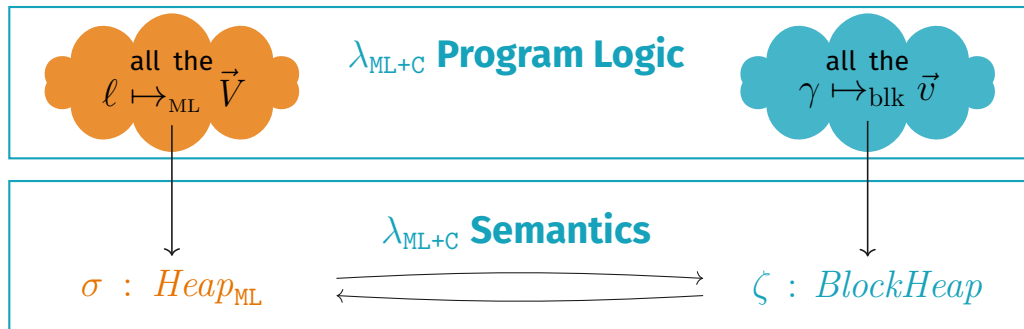 all the
ℓ ↦ML V⃗
λML+C Program Logic
all the
γ ↦blk v⃗
λML+C Semantics
σ : HeapML
ζ : BlockHeap